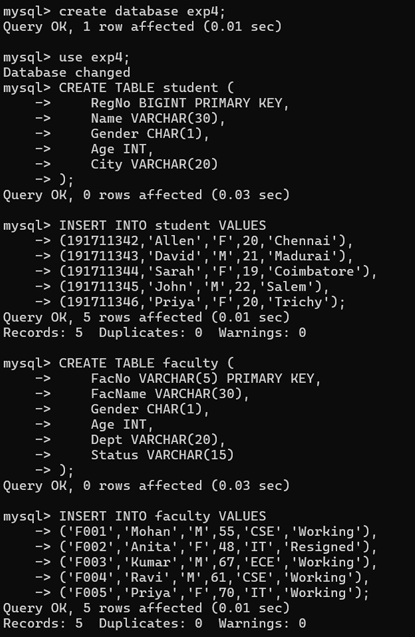 mysql> create database exp4;
Query OK, 1 row affected (0.01 sec)
mysql> use exp4;
Database changed
mysql> CREATE TABLE student (
    ->     RegNo BIGINT PRIMARY KEY,
    ->     Name VARCHAR(30),
    ->     Gender CHAR(1),
    ->     Age INT,
    ->     City VARCHAR(20)
    -> );
Query OK, 0 rows affected (0.03 sec)
mysql> INSERT INTO student VALUES
    -> (191711342,'Allen','F',20,'Chennai'),
    -> (191711343,'David','M',21,'Madurai'),
    -> (191711344,'Sarah','F',19,'Coimbatore'),
    -> (191711345,'John','M',22,'Salem'),
    -> (191711346,'Priya','F',20,'Trichy');
Query OK, 5 rows affected (0.01 sec)
Records: 5  Duplicates: 0  Warnings: 0
mysql> CREATE TABLE faculty (
    ->     FacNo VARCHAR(5) PRIMARY KEY,
    ->     FacName VARCHAR(30),
    ->     Gender CHAR(1),
    ->     Age INT,
    ->     Dept VARCHAR(20),
    ->     Status VARCHAR(15)
    -> );
Query OK, 0 rows affected (0.03 sec)
mysql> INSERT INTO faculty VALUES
    -> ('F001','Mohan','M',55,'CSE','Working'),
    -> ('F002','Anita','F',48,'IT','Resigned'),
    -> ('F003','Kumar','M',67,'ECE','Working'),
    -> ('F004','Ravi','M',61,'CSE','Working'),
    -> ('F005','Priya','F',70,'IT','Working');
Query OK, 5 rows affected (0.01 sec)
Records: 5  Duplicates: 0  Warnings: 0